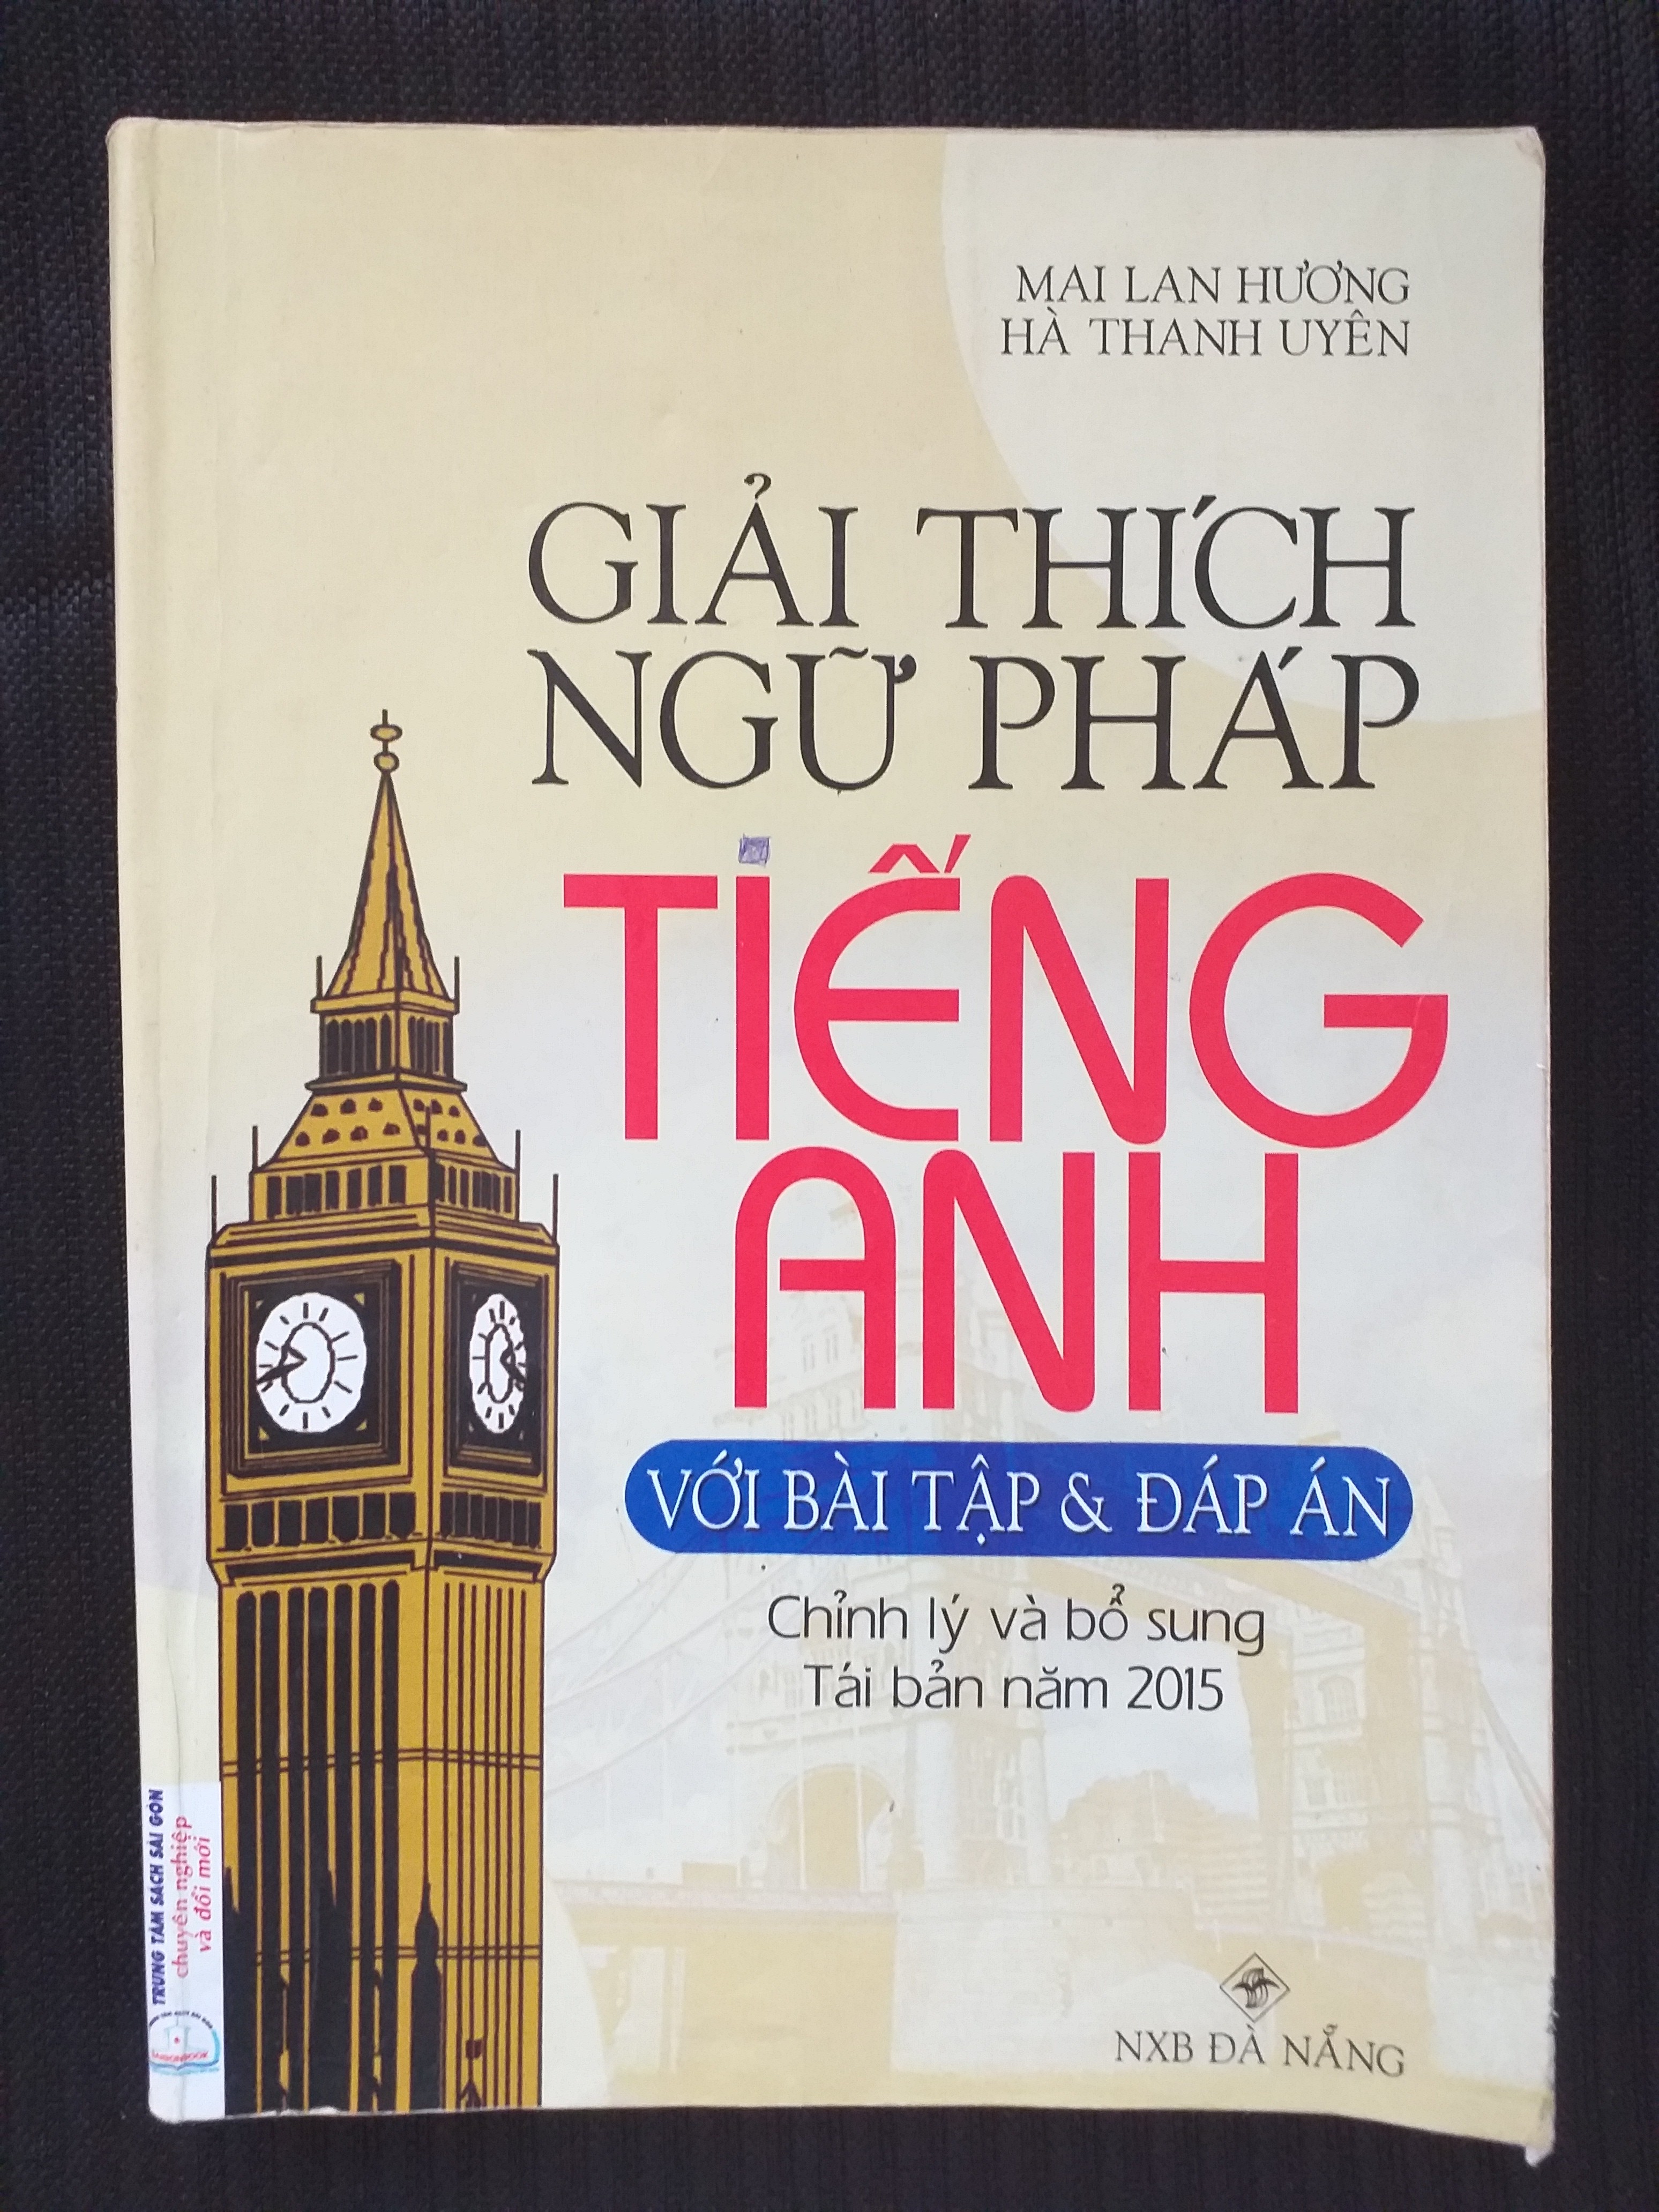 MAI LAN HƯƠNG
HÀ THANH UYÊN
GIẢI THÍCH
NGỮ PHÁP
TIẾNG
ANH
VỚI BÀI TẬP & ĐÁP ÁN
Chỉnh lý và bổ sung
Tái bản năm 2015
TRUNG TÂM SÁCH SÀI GÒN
chuyên nghiệp
và đổi mới
NXB ĐÀ NẴNG